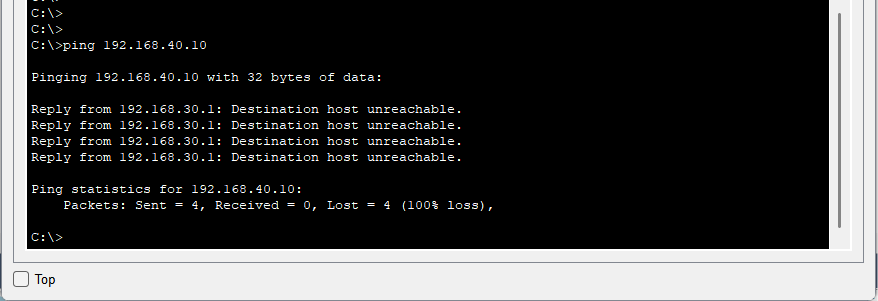 C:\>
C:\>
C:\>ping 192.168.40.10
Pinging 192.168.40.10 with 32 bytes of data:
Reply from 192.168.30.1: Destination host unreachable.
Reply from 192.168.30.1: Destination host unreachable.
Reply from 192.168.30.1: Destination host unreachable.
Reply from 192.168.30.1: Destination host unreachable.
Ping statistics for 192.168.40.10:
    Packets: Sent = 4, Received = 0, Lost = 4 (100% loss),
C:\>
Top